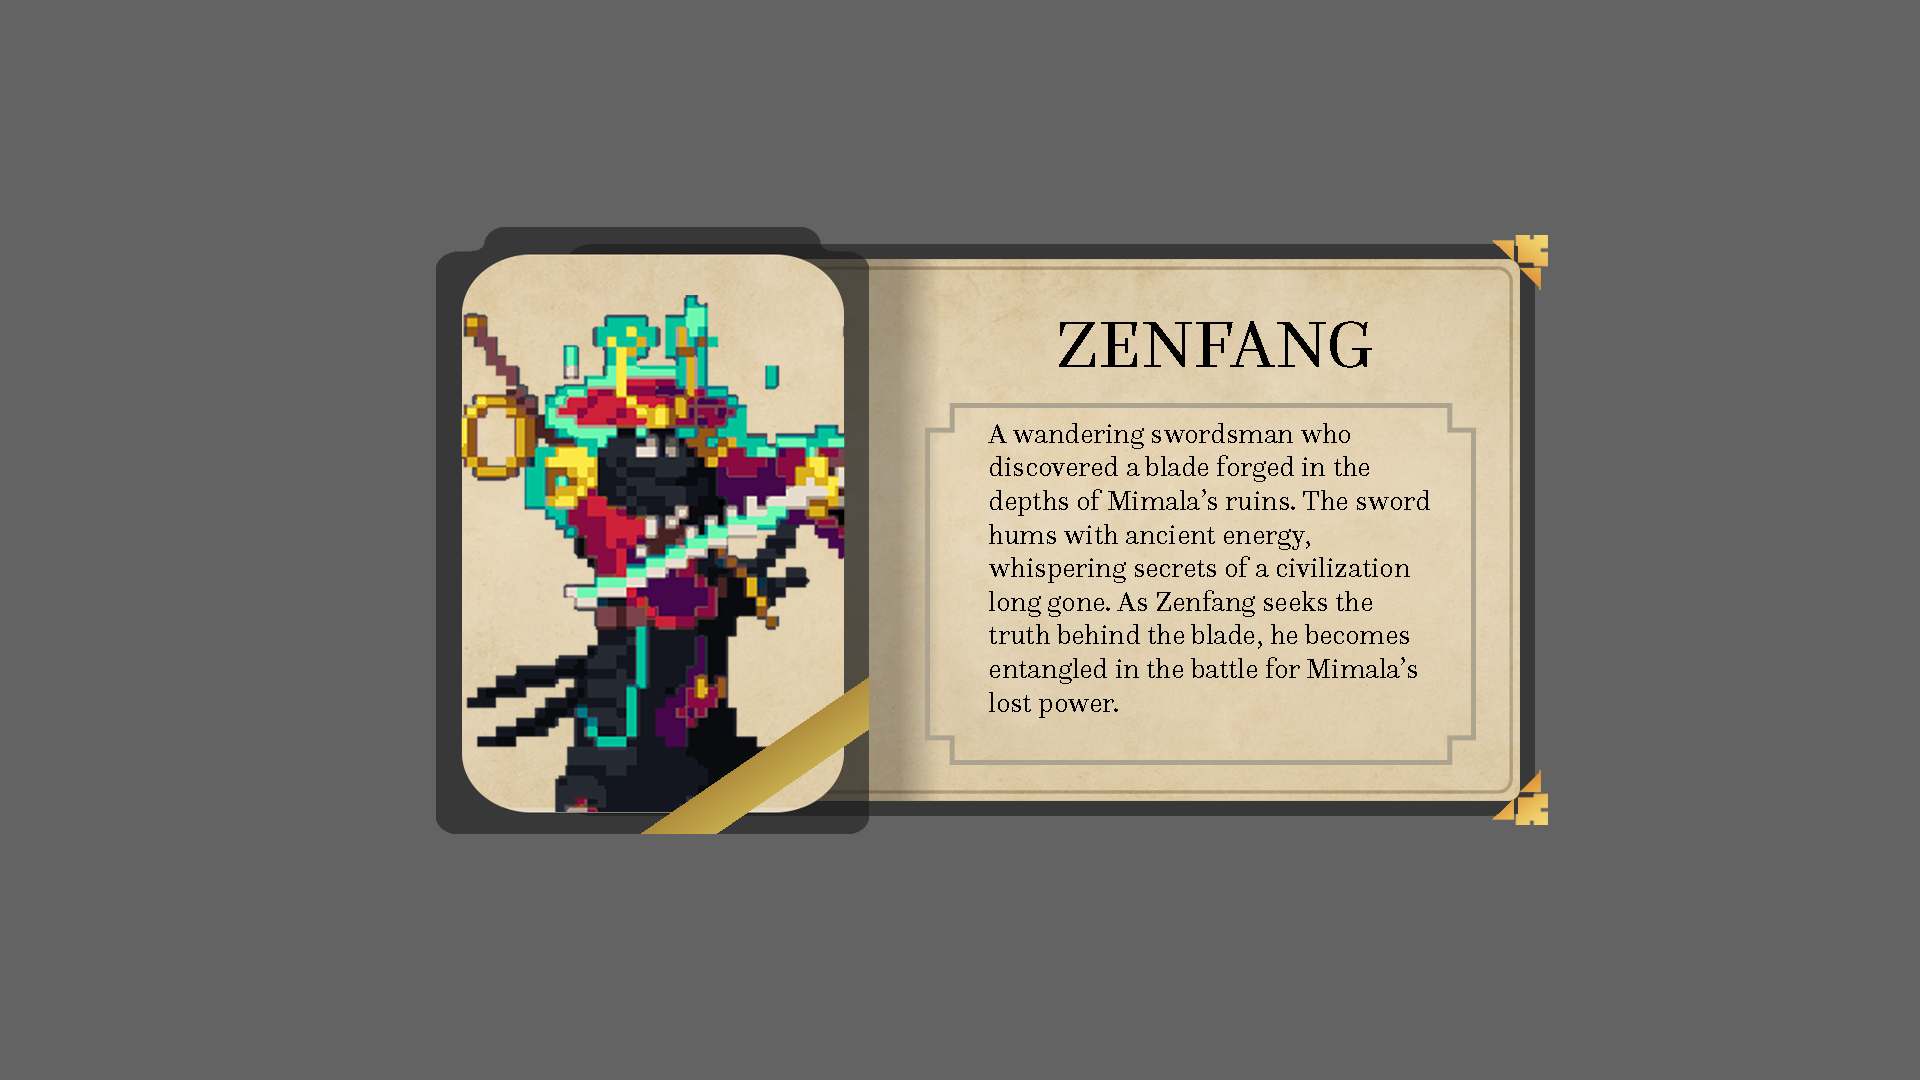 ZENFANG
A wandering swordsman who
discovered a blade forged in the
depths of Mimala’s ruins. The sword
hums with ancient energy,
whispering secrets of a civilization
long gone. As Zenfang seeks the
truth behind the blade, he becomes
entangled in the battle for Mimala’s
lost power.